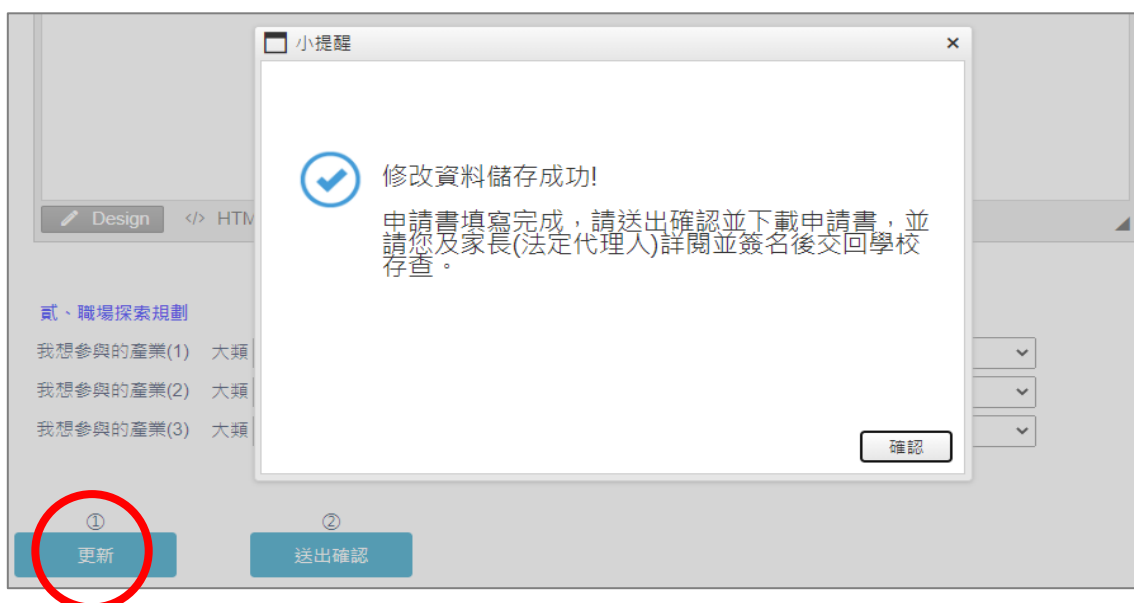 小提醒
×
修改資料儲存成功!
申請書填寫完成，請送出確認並下載申請書，並
請您及家長(法定代理人)詳閱並簽名後交回學校
存查。
確認
Design </> HTM
貳、職場探索規劃
我想參與的產業(1) 大類
我想參與的產業(2) 大類
我想參與的產業(3) 大類
① ②
更新 送出確認